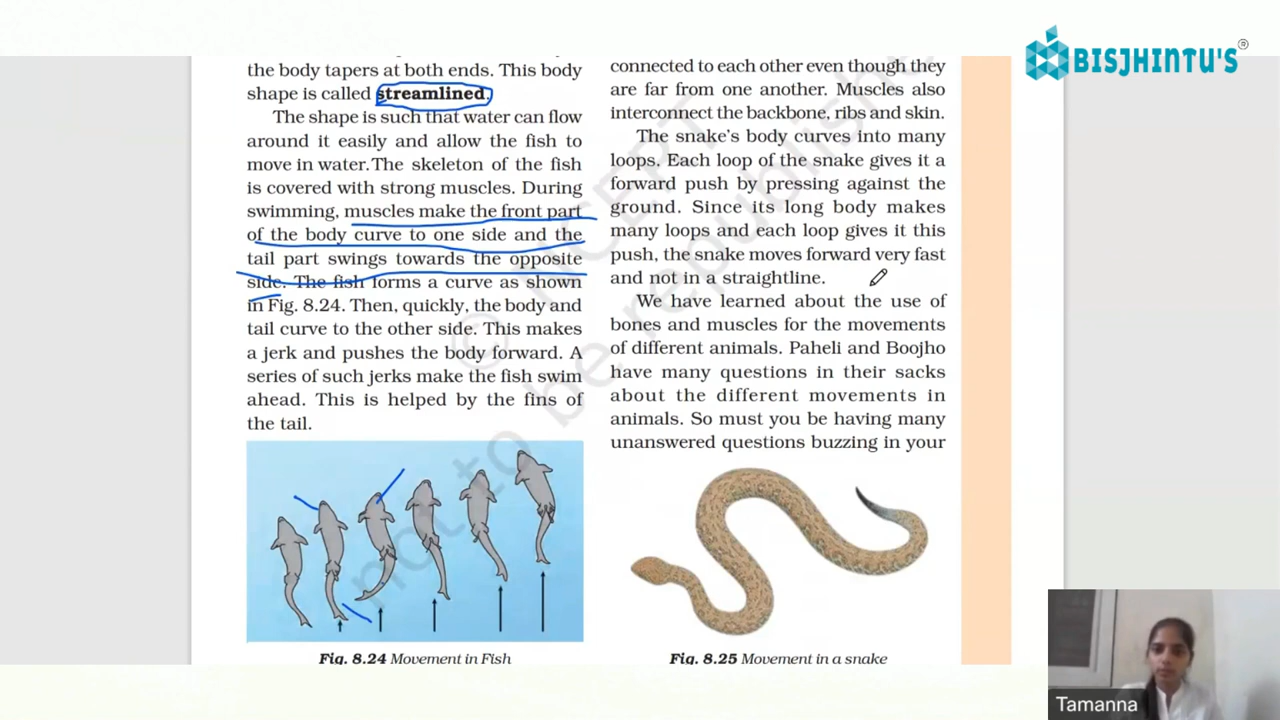 BISJHINTU'S ®
the body tapers at both ends. This body
shape is called streamlined.
The shape is such that water can flow
around it easily and allow the fish to
move in water. The skeleton of the fish
is covered with strong muscles. During
swimming, muscles make the front part
of the body curve to one side and the
tail part swings towards the opposite
side. The fish forms a curve as shown
in Fig. 8.24. Then, quickly, the body and
tail curve to the other side. This makes
a jerk and pushes the body forward. A
series of such jerks make the fish swim
ahead. This is helped by the fins of
the tail.
Fig. 8.24 Movement in Fish
connected to each other even though they
are far from one another. Muscles also
interconnect the backbone, ribs and skin.
The snake's body curves into many
loops. Each loop of the snake gives it a
forward push by pressing against the
ground. Since its long body makes
many loops and each loop gives it this
push, the snake moves forward very fast
and not in a straightline.
We have learned about the use of
bones and muscles for the movements
of different animals. Paheli and Boojho
have many questions in their sacks
about the different movements in
animals. So must you be having many
unanswered questions buzzing in your
Fig. 8.25 Movement in a snake
© NCERT
not to be republished
Tamanna